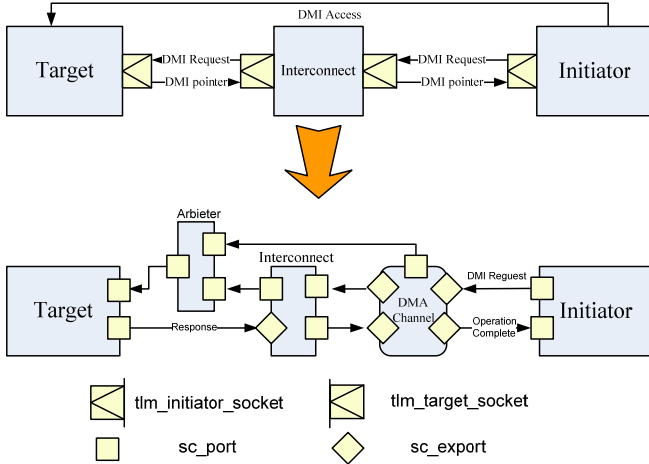 DMI Access
Target
DMI Request
DMI pointer
Interconnect
DMI Request
DMI pointer
Initiator
Arbieter
Interconnect
DMI Reguest
Target
Response
DMA
Channel
Operation
Complete
Initiator
tlm_initiator_socket
tlm_target_socket
sc_port
sc_export